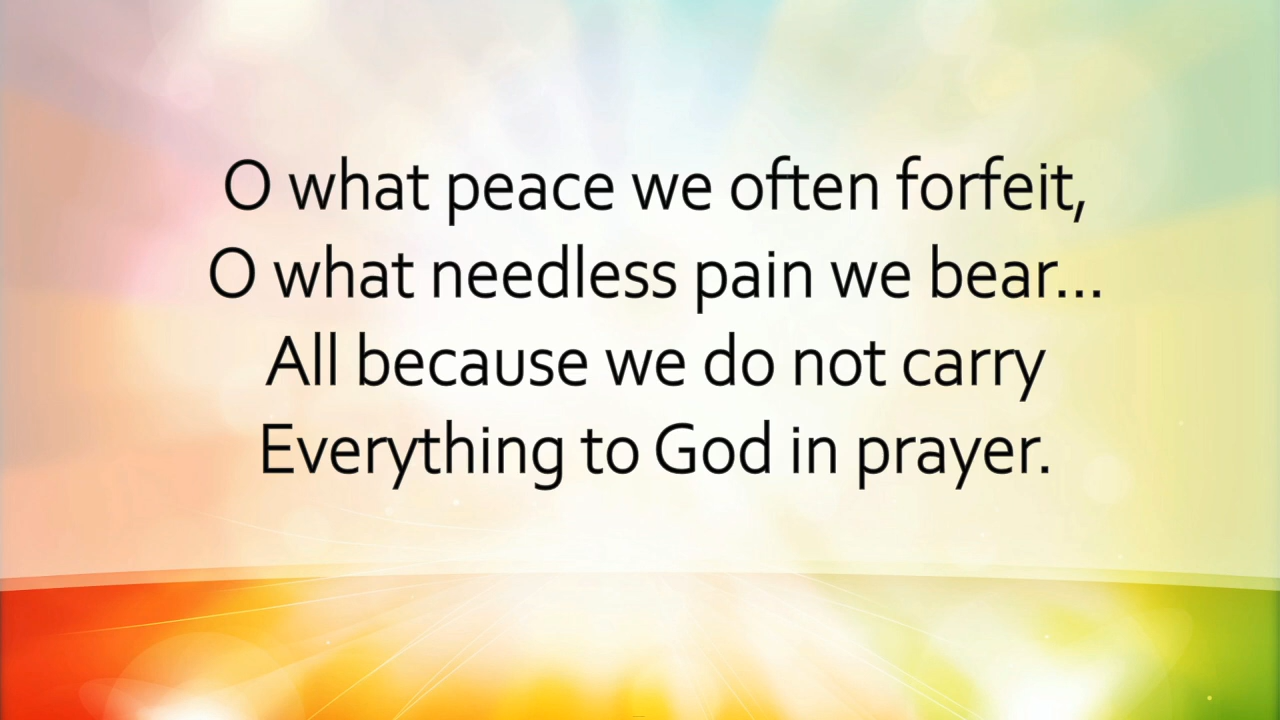 O what peace we often forfeit,
O what needless pain we bear...
All because we do not carry
Everything to God in prayer.